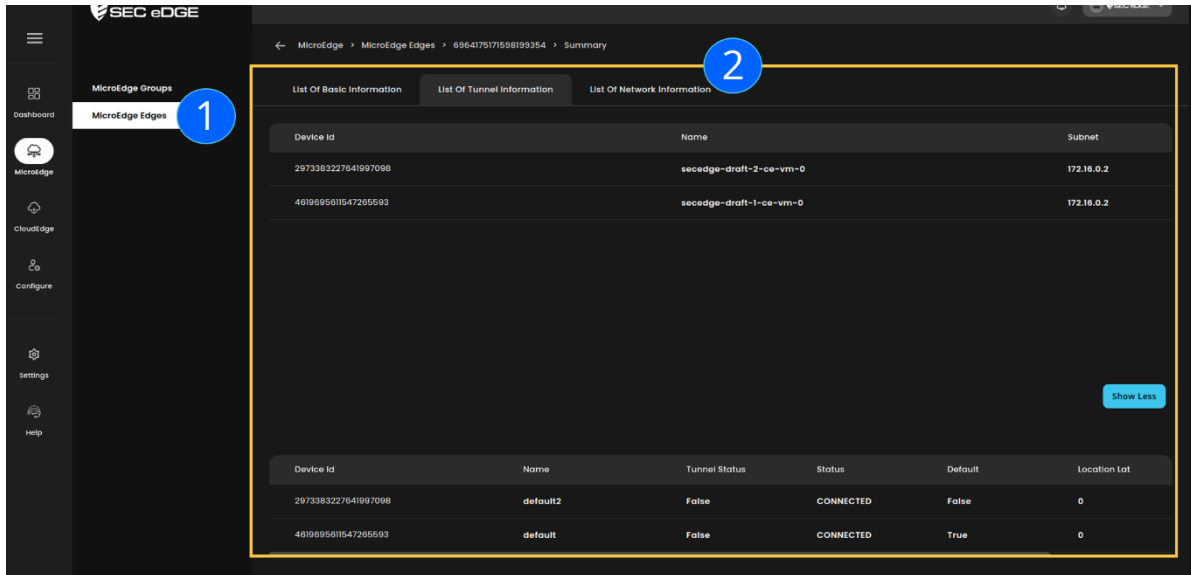 SEC eDGE
MicroEdge > MicroEdge Edges > 6964175171598199354 > Summary
2
Dashboard
MicroEdge
CloudEdge
Configure
Settings
Help
MicroEdge Groups
MicroEdge Edges
1
List Of Basic Information List Of Tunnel Information List Of Network Information
Device Id Name Subnet
2973383227641997098 secedge-draft-2-ce-vm-0 172.16.0.2
4619695611547265593 secedge-draft-1-ce-vm-0 172.16.0.2
Show Less
Device Id Name Tunnel Status Status Default Location Lat
2973383227641997098 default2 False CONNECTED False 0
4619695611547265593 default False CONNECTED True 0